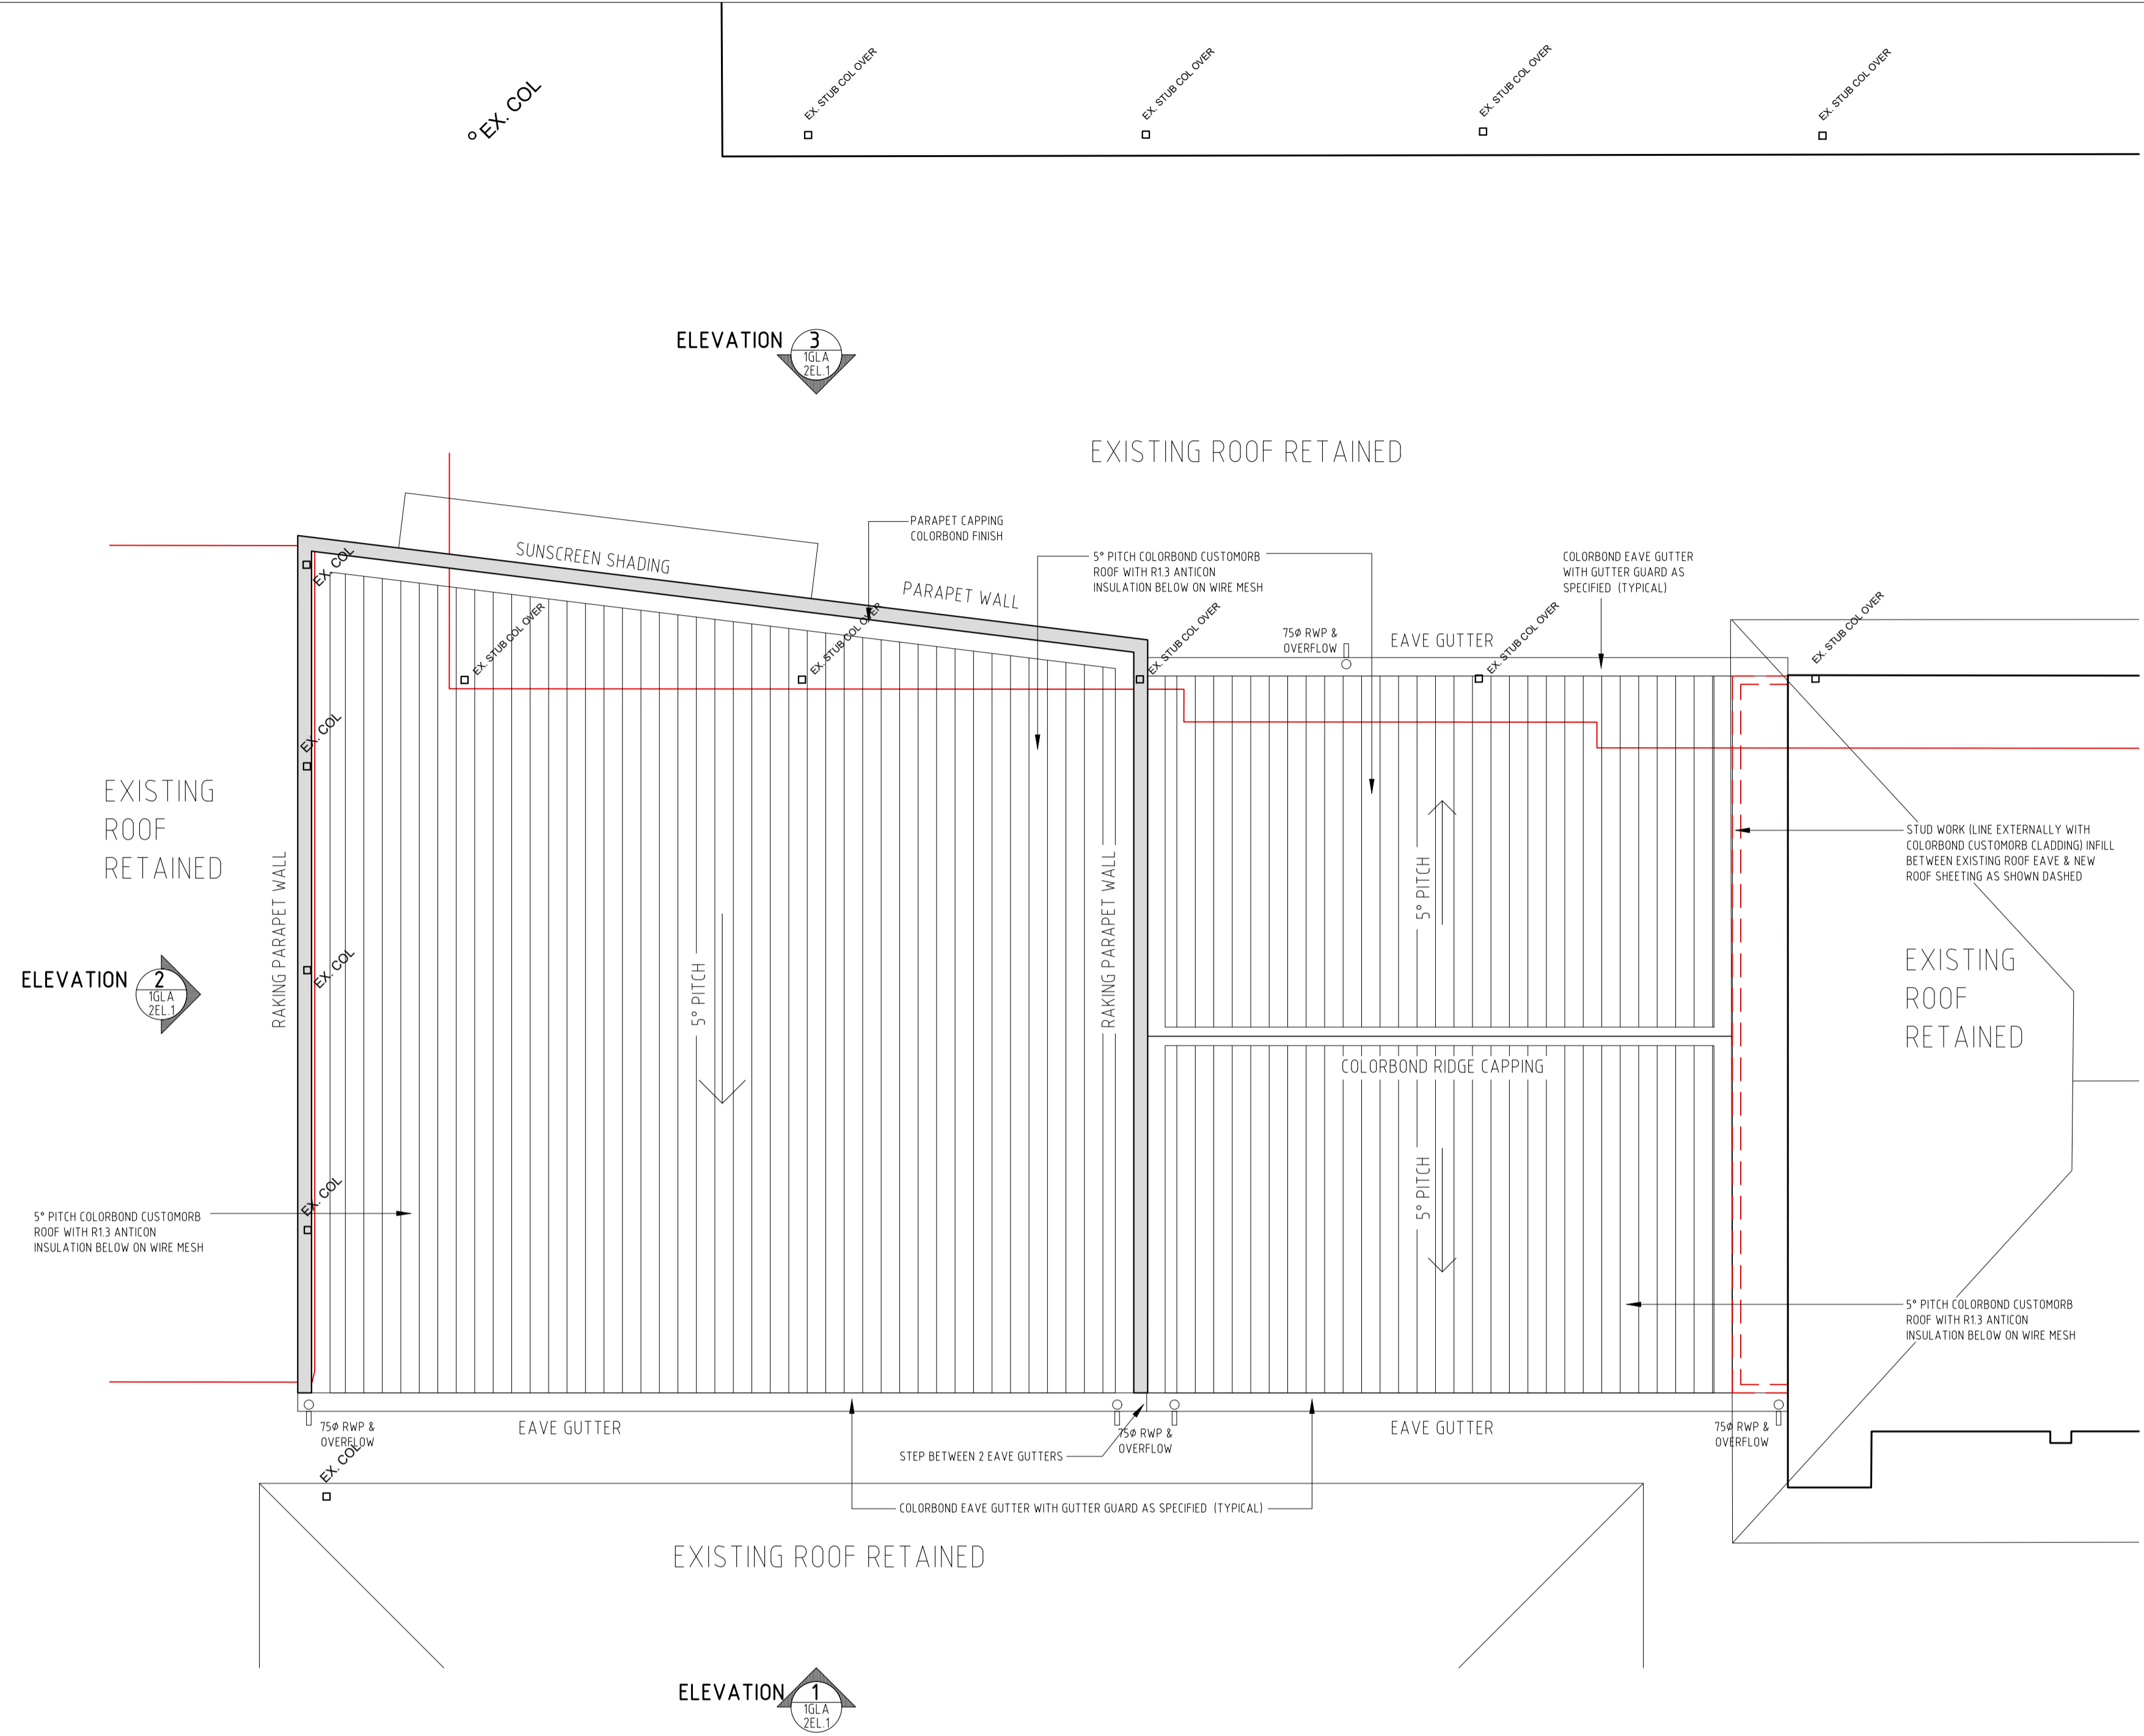 EX. COL
EX. STUB COL OVER
EX. STUB COL OVER
EX. STUB COL OVER
EX. STUB COL OVER
ELEVATION
3
1GLA
2EL.1
EXISTING ROOF RETAINED
PARAPET CAPPING
COLORBOND FINISH
SUNSCREEN SHADING
PARAPET WALL
5° PITCH COLORBOND CUSTOMORB
ROOF WITH R1.3 ANTICON
INSULATION BELOW ON WIRE MESH
COLORBOND EAVE GUTTER
WITH GUTTER GUARD AS
SPECIFIED (TYPICAL)
75ø RWP &
OVERFLOW
EAVE GUTTER
EX. COL
EX. STUB COL OVER
EX. STUB COL OVER
EX. STUB COL OVER
EX. STUB COL OVER
EX. STUB COL OVER
EX. COL
EXISTING
ROOF
RETAINED
RAKING PARAPET WALL
RAKING PARAPET WALL
5° PITCH
5° PITCH
STUD WORK (LINE EXTERNALLY WITH
COLORBOND CUSTOMORB CLADDING) INFILL
BETWEEN EXISTING ROOF EAVE & NEW
ROOF SHEETING AS SHOWN DASHED
ELEVATION
2
1GLA
2EL.1
EX. COL
EXISTING
ROOF
RETAINED
COLORBOND RIDGE CAPPING
5° PITCH
EX. COL
5° PITCH COLORBOND CUSTOMORB
ROOF WITH R1.3 ANTICON
INSULATION BELOW ON WIRE MESH
5° PITCH COLORBOND CUSTOMORB
ROOF WITH R1.3 ANTICON
INSULATION BELOW ON WIRE MESH
75ø RWP &
OVERFLOW
EAVE GUTTER
75ø RWP &
OVERFLOW
EAVE GUTTER
75ø RWP &
OVERFLOW
STEP BETWEEN 2 EAVE GUTTERS
EX. COL
COLORBOND EAVE GUTTER WITH GUTTER GUARD AS SPECIFIED (TYPICAL)
EXISTING ROOF RETAINED
ELEVATION
1
1GLA
2EL.1